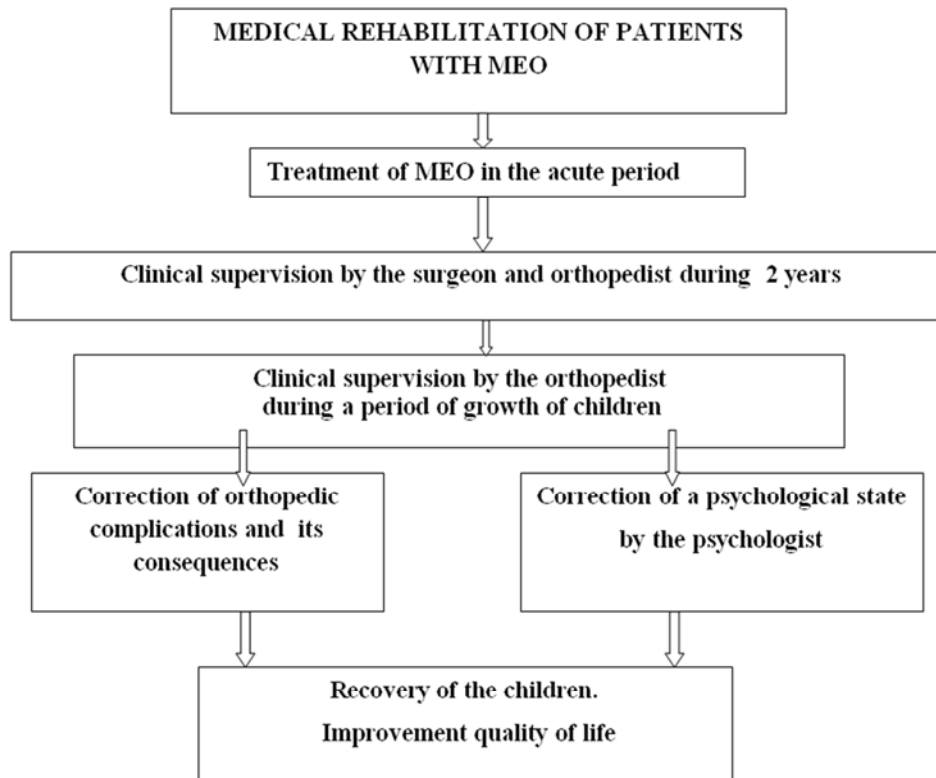 MEDICAL REHABILITATION OF PATIENTS
WITH MEO
Treatment of MEO in the acute period
Clinical supervision by the surgeon and orthopedist during 2 years
Clinical supervision by the orthopedist
during a period of growth of children
Correction of orthopedic
complications and its
consequences
Correction of a psychological state
by the psychologist
Recovery of the children.
Improvement quality of life